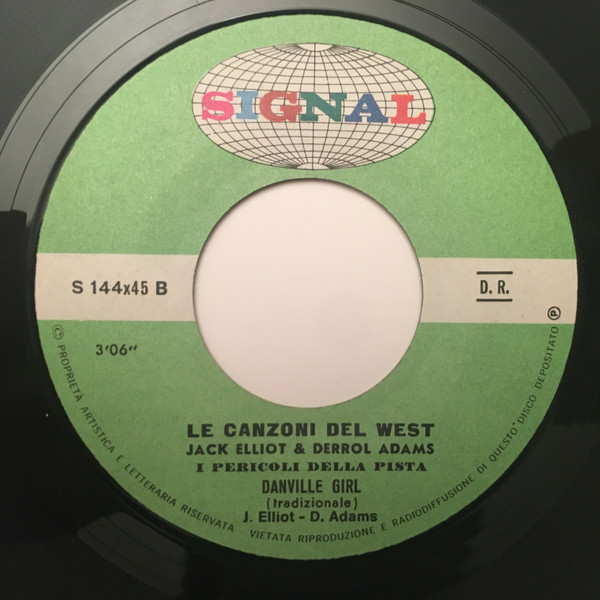 SIGNAL
S 144x45 B
D. R.
3'06"
LE CANZONI DEL WEST
JACK ELLIOT & DERROL ADAMS
I PERICOLI DELLA PISTA
DANVILLE GIRL
(tradizionale)
J. Elliot - D. Adams
© PROPRIETÀ ARTISTICA E LETTERARIA RISERVATA VIETATA RIPRODUZIONE E RADIODIFFUSIONE DI QUESTO DISCO DEPOSITATO Ⓟ